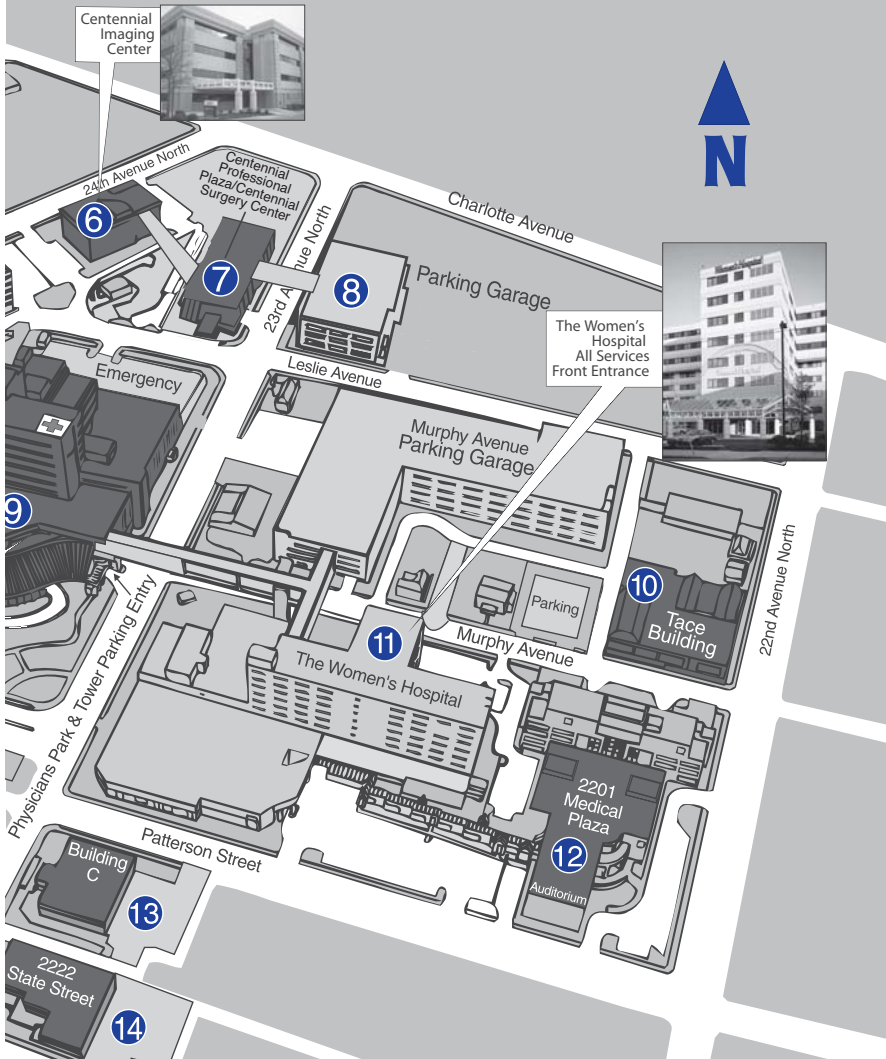 Centennial
Imaging
Center
N
24th Avenue North
6
Centennial
Professional
Plaza/Centennial
Surgery Center
7
23rd Avenue North
8
Charlotte Avenue
Parking Garage
Women's Hospital
The Women's
Hospital
All Services
Front Entrance
Leslie Avenue
Emergency
Murphy Avenue
Parking Garage
9
10
Tace
Building
22nd Avenue North
Parking
Murphy Avenue
11
The Women's Hospital
Physicians Park & Tower Parking Entry
2201
Medical
Plaza
12
Auditorium
Patterson Street
Building
C
13
2222
State Street
14